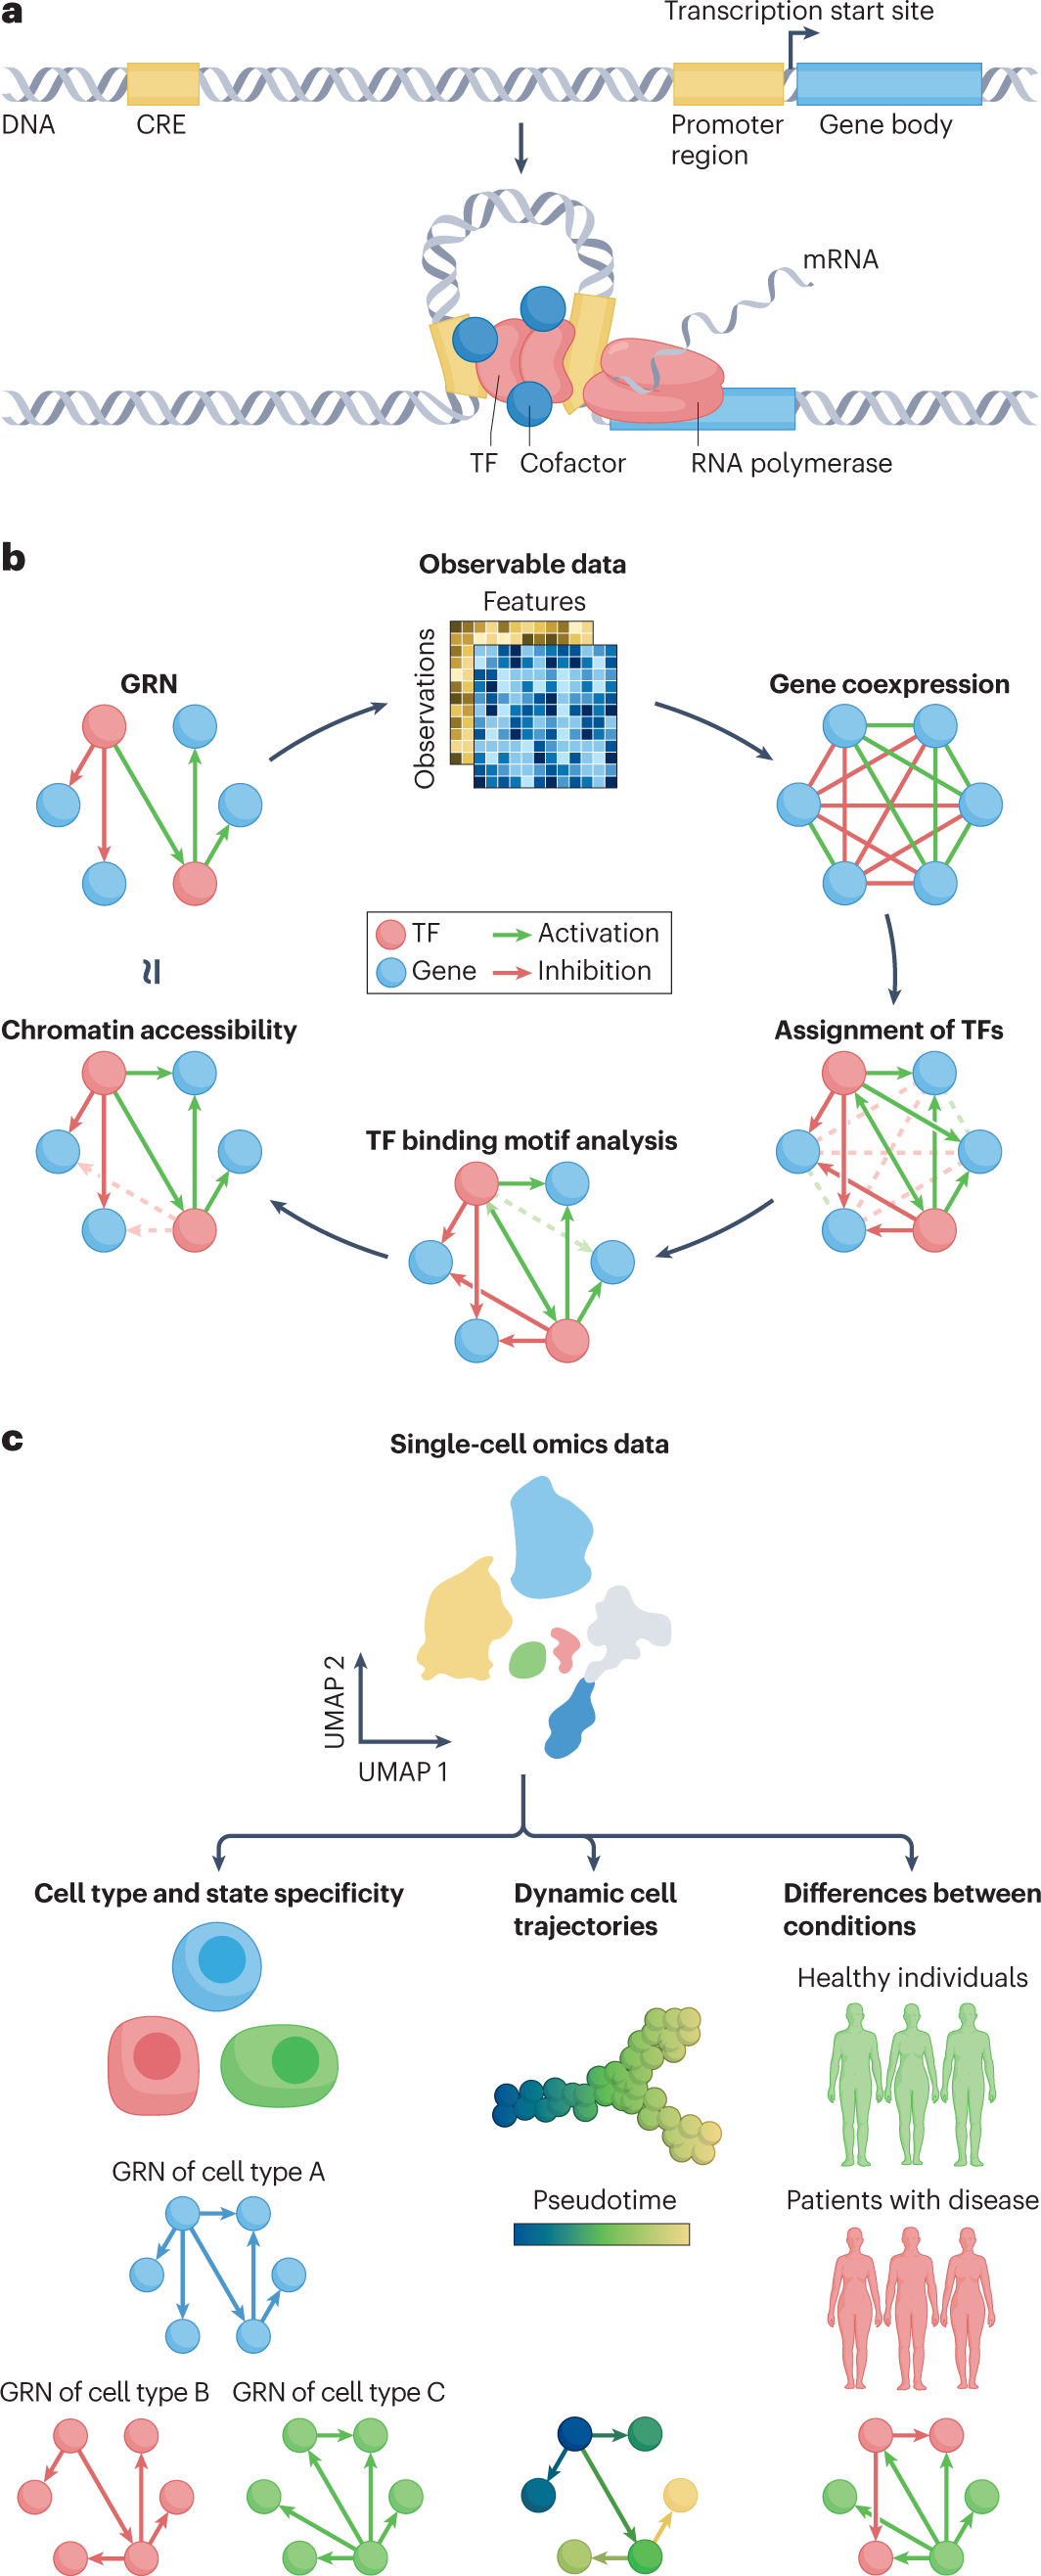 a
Transcription start site
DNA
CRE
Promoter
region
Gene body
mRNA
TF
Cofactor
RNA polymerase
b
Observable data
Features
Observations
GRN
Gene coexpression
TF
Activation
Gene
Inhibition
≈
Chromatin accessibility
Assignment of TFs
TF binding motif analysis
c
Single-cell omics data
UMAP 2
UMAP 1
Cell type and state specificity
Dynamic cell
trajectories
Differences between
conditions
Healthy individuals
GRN of cell type A
Pseudotime
Patients with disease
GRN of cell type B
GRN of cell type C